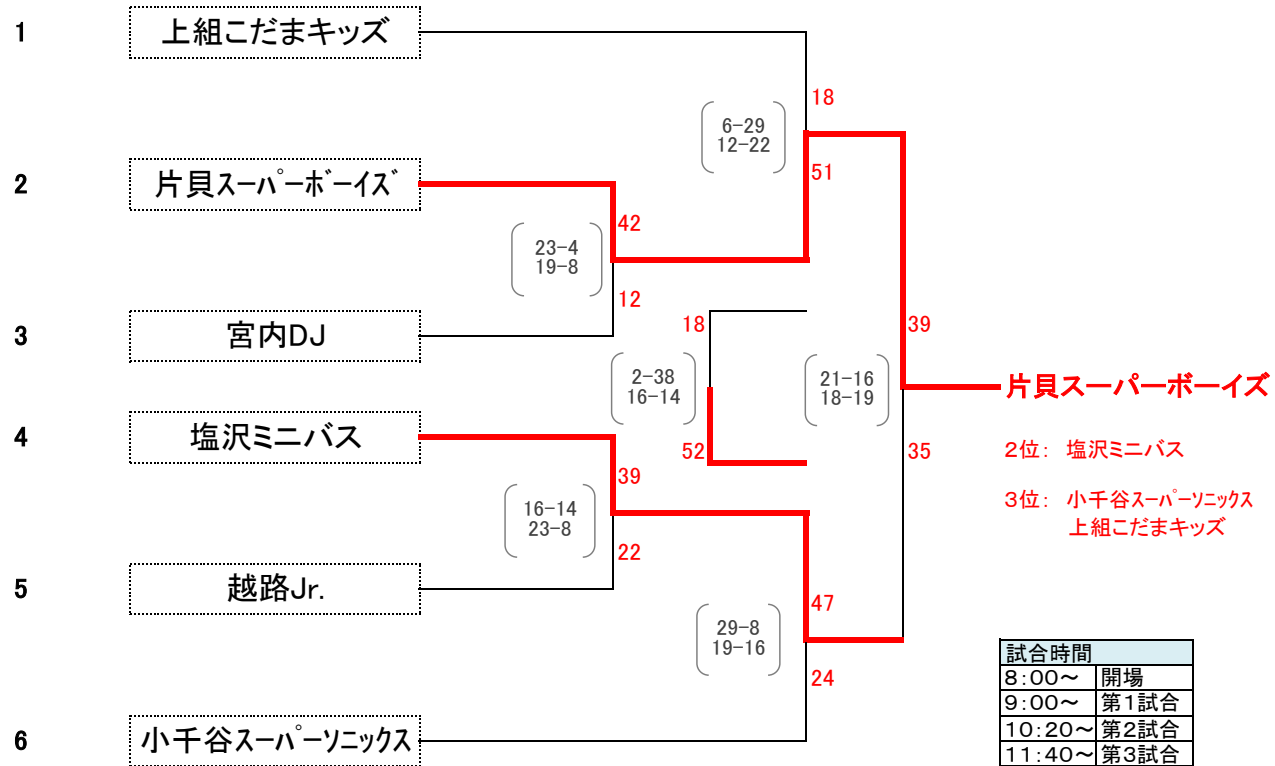 1
上組こだまキッズ
18
6-29
12-22
51
2
片貝スーパーボーイズ
42
23-4
19-8
12
3
宮内DJ
18
39
2-38
16-14
21-16
18-19
片貝スーパーボーイズ
4
塩沢ミニバス
52
35
2位: 塩沢ミニバス
39
3位: 小千谷スーパーソニックス
上組こだまキッズ
16-14
23-8
22
5
越路Jr.
47
29-8
19-16
24
6
小千谷スーパーソニックス
試合時間
8:00～ 開場
9:00～ 第1試合
10:20～ 第2試合
11:40～ 第3試合